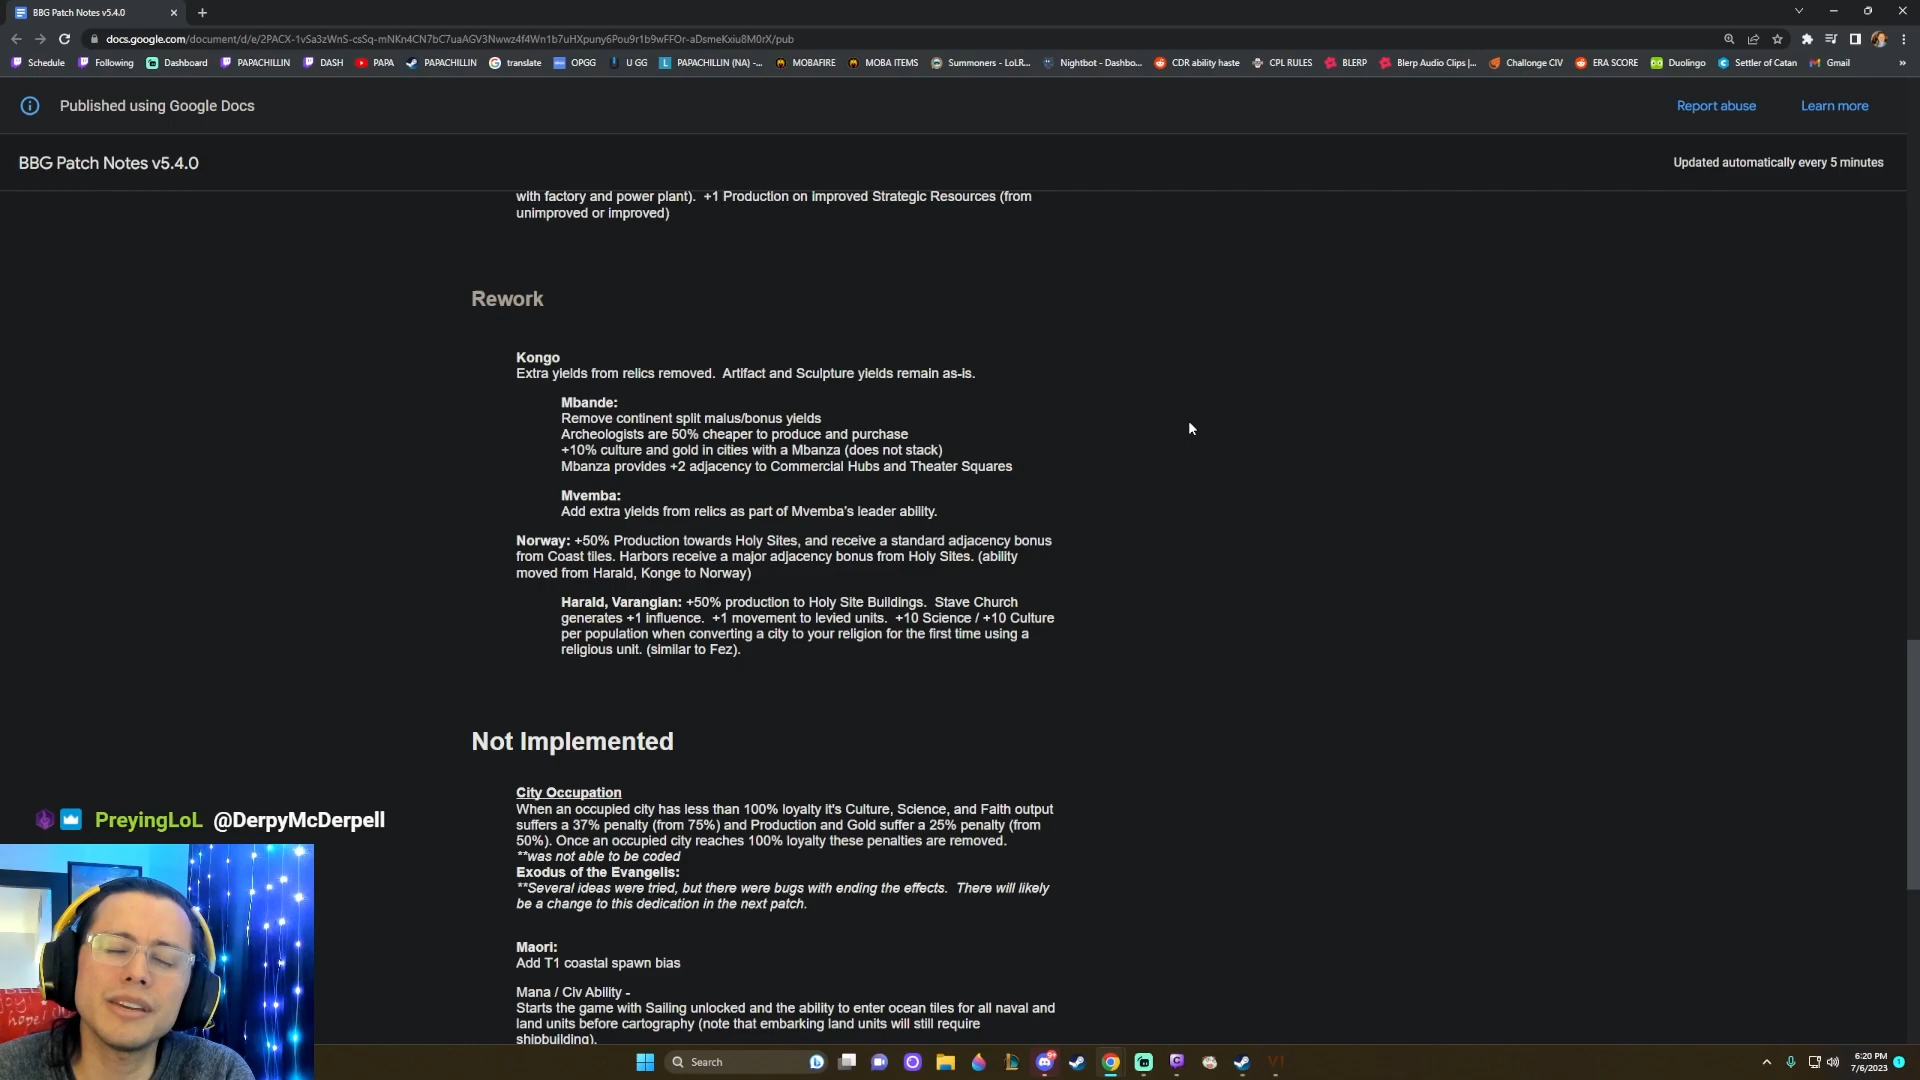 BBG Patch Notes v5.4.0
docs.google.com/document/d/e/2PACX-1vSa3zWnS-csSq-mNKn4CN7bC7uaAGV3Nwwz4f4Wn1b7uHXpuny6Pou9r1b9wFFOr-aDsmeKxiu8M0rX/pub
Schedule Following Dashboard PAPACHILLIN DASH PAPA PAPACHILLIN translate OPGG U GG PAPACHILLIN (NA) -... MOBAFIRE MOBA ITEMS Summoners - LoLR... Nightbot - Dashbo... CDR ability haste CPL RULES BLERP Blerp Audio Clips |... Challonge CIV ERA SCORE Duolingo Settler of Catan Gmail »
Published using Google Docs
Report abuse Learn more
BBG Patch Notes v5.4.0
Updated automatically every 5 minutes
with factory and power plant).  +1 Production on Improved Strategic Resources (from
unimproved or improved)
Rework
Kongo
Extra yields from relics removed.  Artifact and Sculpture yields remain as-is.
Mbande:
Remove continent split malus/bonus yields
Archeologists are 50% cheaper to produce and purchase
+10% culture and gold in cities with a Mbanza (does not stack)
Mbanza provides +2 adjacency to Commercial Hubs and Theater Squares
Mvemba:
Add extra yields from relics as part of Mvemba's leader ability.
Norway: +50% Production towards Holy Sites, and receive a standard adjacency bonus
from Coast tiles. Harbors receive a major adjacency bonus from Holy Sites. (ability
moved from Harald, Konge to Norway)
Harald, Varangian: +50% production to Holy Site Buildings.  Stave Church
generates +1 influence.  +1 movement to levied units.  +10 Science / +10 Culture
per population when converting a city to your religion for the first time using a
religious unit. (similar to Fez).
Not Implemented
City Occupation
When an occupied city has less than 100% loyalty it's Culture, Science, and Faith output
suffers a 37% penalty (from 75%) and Production and Gold suffer a 25% penalty (from
50%). Once an occupied city reaches 100% loyalty these penalties are removed.
**was not able to be coded
Exodus of the Evangelis:
**Several ideas were tried, but there were bugs with ending the effects.  There will likely
be a change to this dedication in the next patch.
Maori:
Add T1 coastal spawn bias
Mana / Civ Ability -
Starts the game with Sailing unlocked and the ability to enter ocean tiles for all naval and
land units before cartography (note that embarking land units will still require
shipbuilding).
PreyingLoL @DerpyMcDerpell
hope!
Search
6:20 PM
7/6/2023